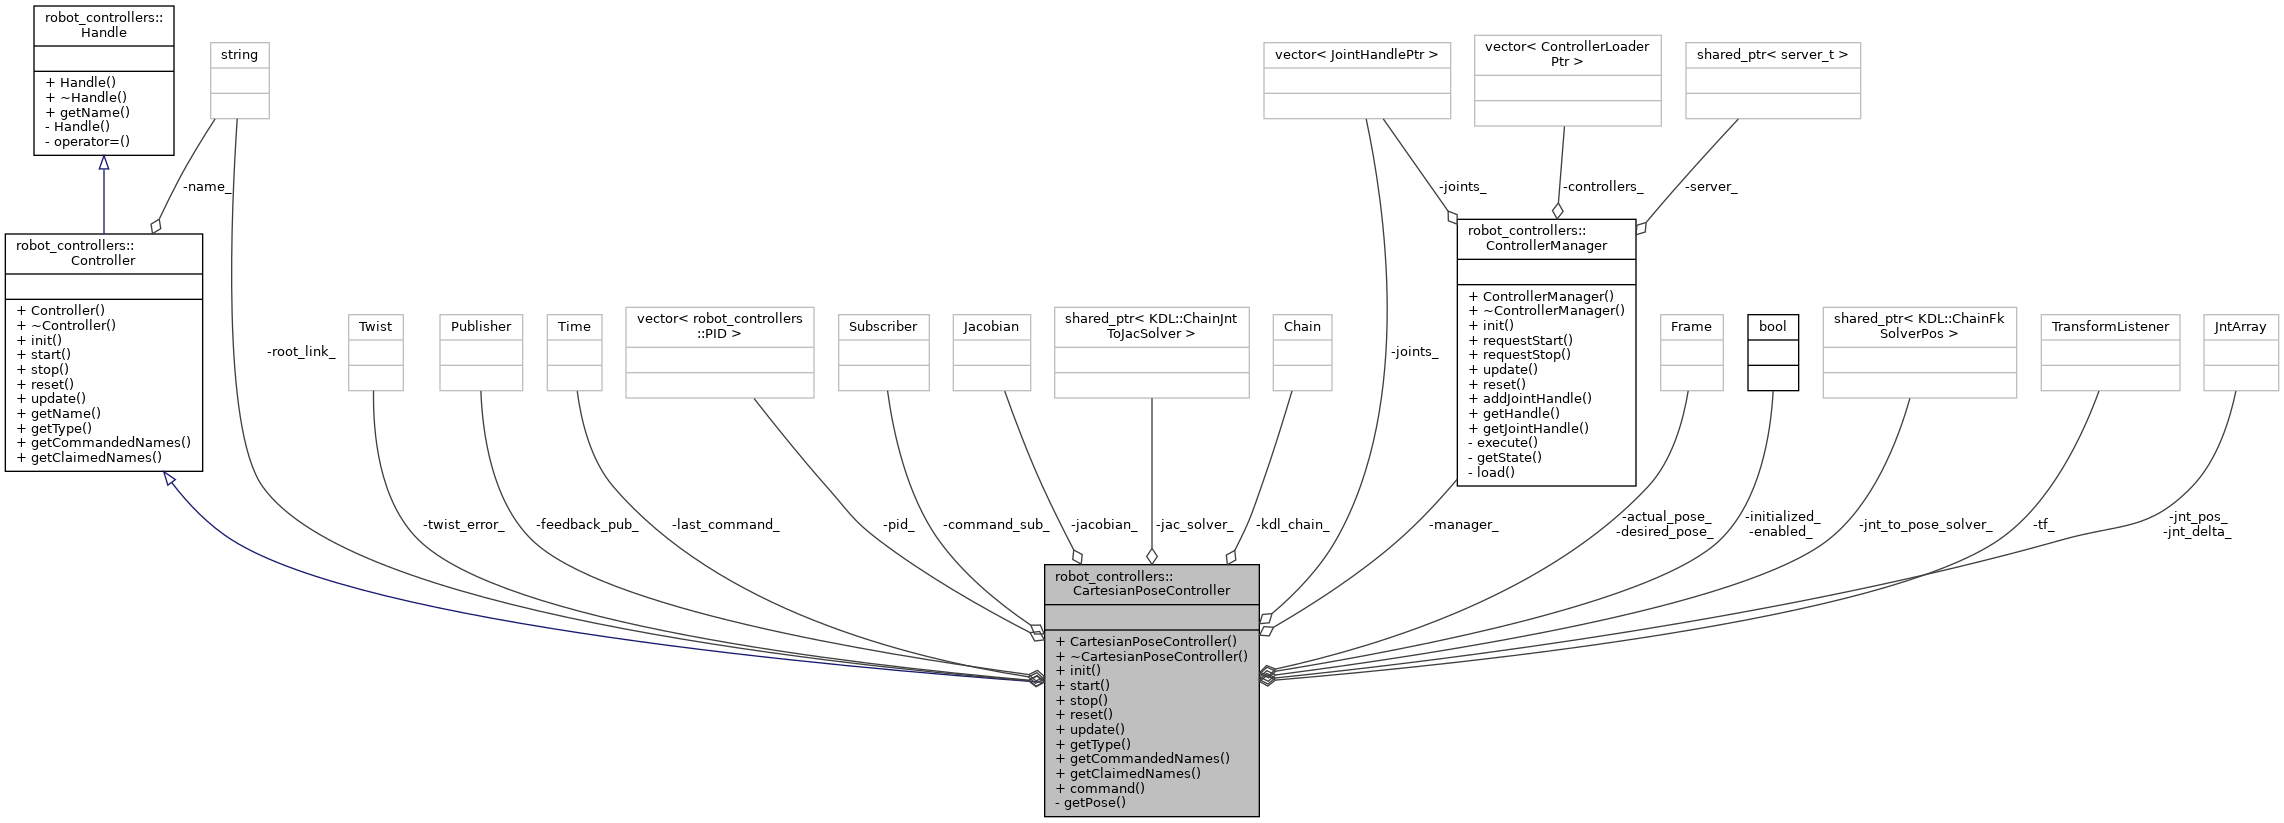 robot_controllers::
Handle
+ Handle()
+ ~Handle()
+ getName()
- Handle()
- operator=()
string
vector< JointHandlePtr >
vector< ControllerLoader
Ptr >
shared_ptr< server_t >
-name_
-joints_
-controllers_
-server_
robot_controllers::
Controller
+ Controller()
+ ~Controller()
+ init()
+ start()
+ stop()
+ reset()
+ update()
+ getName()
+ getType()
+ getCommandedNames()
+ getClaimedNames()
robot_controllers::
ControllerManager
+ ControllerManager()
+ ~ControllerManager()
+ init()
+ requestStart()
+ requestStop()
+ update()
+ reset()
+ addJointHandle()
+ getHandle()
+ getJointHandle()
- execute()
- getState()
- load()
-root_link_
Twist
Publisher
Time
vector< robot_controllers
::PID >
Subscriber
Jacobian
shared_ptr< KDL::ChainJnt
ToJacSolver >
Chain
-joints_
Frame
bool
shared_ptr< KDL::ChainFk
SolverPos >
TransformListener
JntArray
-twist_error_
-feedback_pub_
-last_command_
-pid_
-command_sub_
-jacobian_
-jac_solver_
-kdl_chain_
-manager_
-actual_pose_
-desired_pose_
-initialized_
-enabled_
-jnt_to_pose_solver_
-tf_
-jnt_pos_
-jnt_delta_
robot_controllers::
CartesianPoseController
+ CartesianPoseController()
+ ~CartesianPoseController()
+ init()
+ start()
+ stop()
+ reset()
+ update()
+ getType()
+ getCommandedNames()
+ getClaimedNames()
+ command()
- getPose()